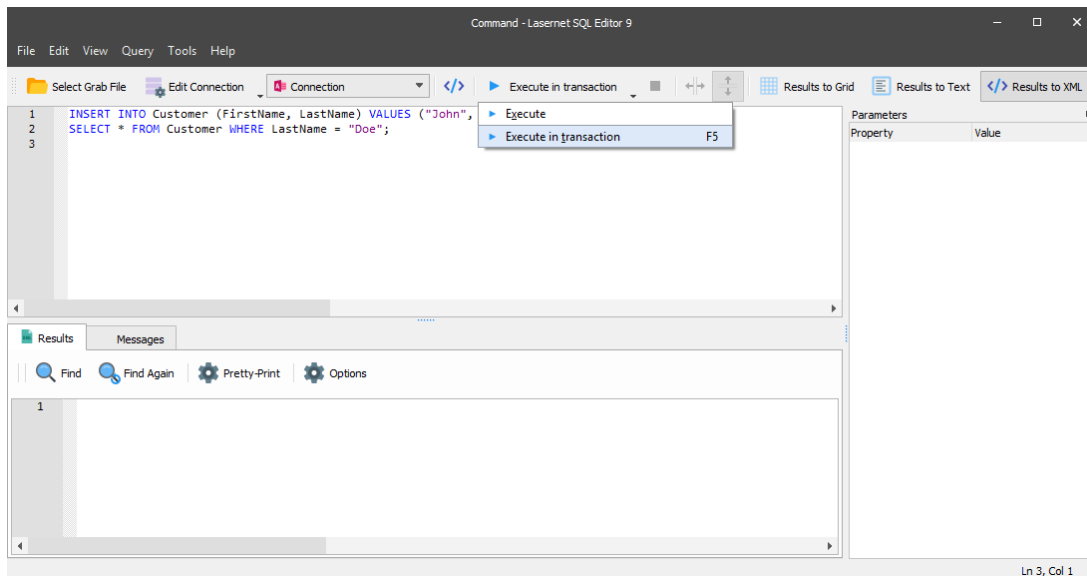 Command - Lasernet SQL Editor 9
File Edit View Query Tools Help
Select Grab File Edit Connection Connection </> Execute in transaction Results to Grid Results to Text </> Results to XML
1 INSERT INTO Customer (FirstName, LastName) VALUES ("John",
2 SELECT * FROM Customer WHERE LastName = "Doe";
3
Execute
Execute in transaction F5
Parameters
Property Value
Results Messages
Find Find Again Pretty-Print Options
1
Ln 3, Col 1